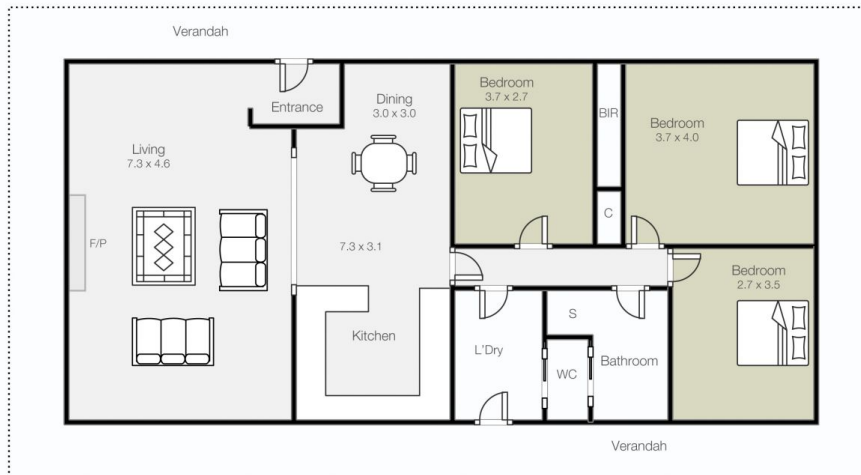 Verandah
Entrance
Dining
3.0 x 3.0
Bedroom
3.7 x 2.7
BIR
Bedroom
3.7 x 4.0
Living
7.3 x 4.6
C
F/P
7.3 x 3.1
Bedroom
2.7 x 3.5
Kitchen
S
L'Dry
WC
Bathroom
Verandah